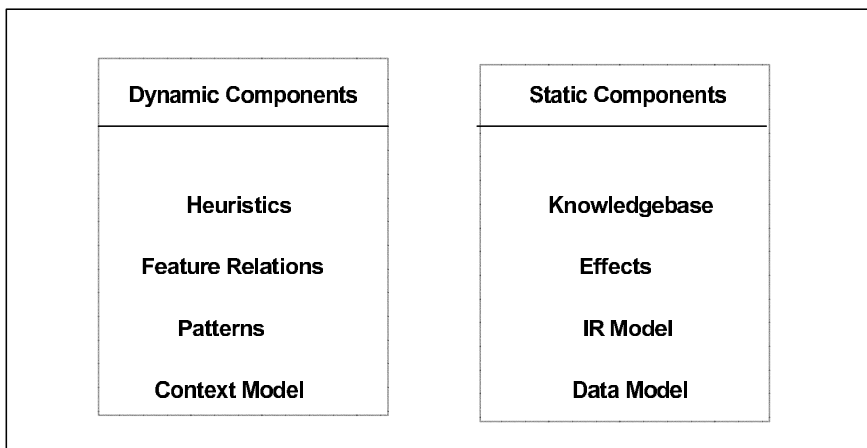 Dynamic Components
Heuristics
Feature Relations
Patterns
Context Model
Static Components
Knowledgebase
Effects
IR Model
Data Model